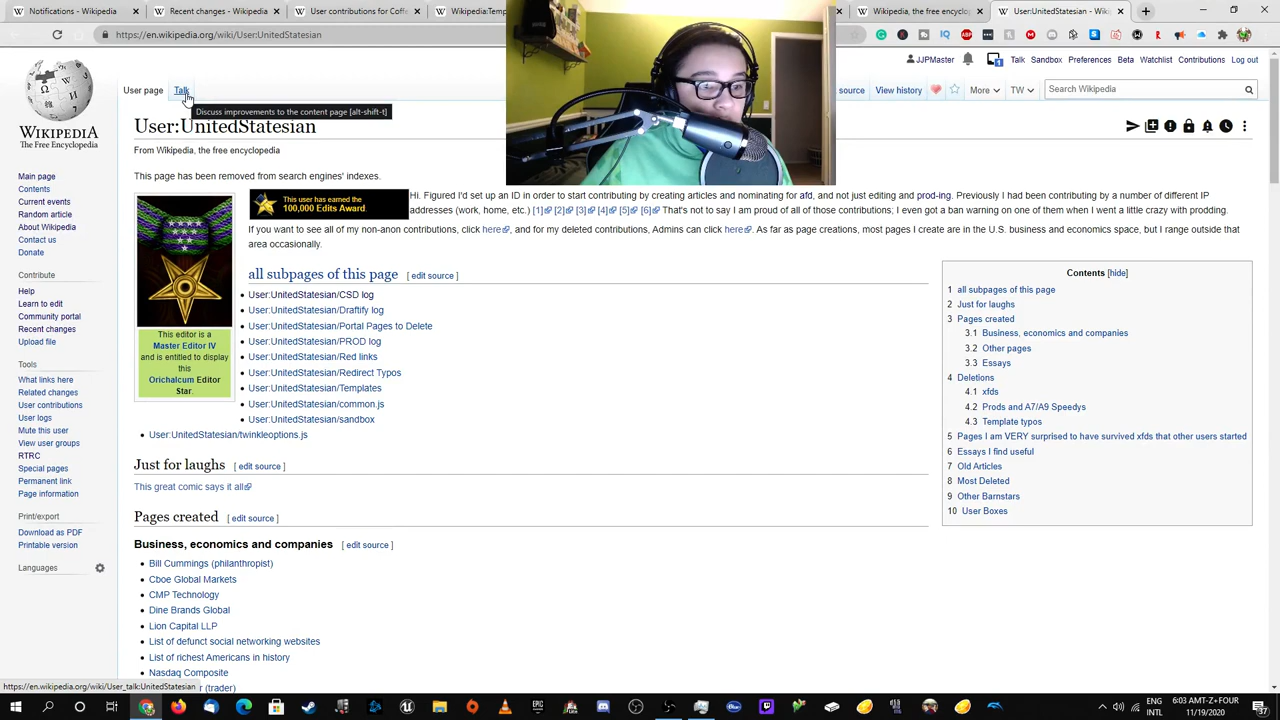 Wikipedia
en.wikipedia.org/wiki/User:UnitedStatesian
JJPMaster
1
Talk
Sandbox
Preferences
Beta
Watchlist
Contributions
Log out
User page
Talk
source
View history
More
TW
Search Wikipedia
Discuss improvements to the content page [alt-shift-t]
WIKIPEDIA
The Free Encyclopedia
User:UnitedStatesian
From Wikipedia, the free encyclopedia
This page has been removed from search engines' indexes.
Main page
Contents
Current events
Random article
About Wikipedia
Contact us
Donate
Contribute
Help
Learn to edit
Community portal
Recent changes
Upload file
Tools
What links here
Related changes
User contributions
User logs
Mute this user
View user groups
RTRC
Special pages
Permanent link
Page information
Print/export
Download as PDF
Printable version
Languages
This user has earned the
100,000 Edits Award.
Hi. Figured I'd set up an ID in order to start contributing by creating articles and nominating for afd, and not just editing and prod-ing. Previously I had been contributing by a number of different IP
addresses (work, home, etc.) [1] [2] [3] [4] [5] [6] That's not to say I am proud of all of those contributions; I even got a ban warning on one of them when I went a little crazy with prodding.
If you want to see all of my non-anon contributions, click here, and for my deleted contributions, Admins can click here. As far as page creations, most pages I create are in the U.S. business and economics space, but I range outside that
area occasionally.
This editor is a
Master Editor IV
and is entitled to display
this
Orichalcum Editor
Star.
all subpages of this page [ edit source ]
User:UnitedStatesian/CSD log
User:UnitedStatesian/Draftify log
User:UnitedStatesian/Portal Pages to Delete
User:UnitedStatesian/PROD log
User:UnitedStatesian/Red links
User:UnitedStatesian/Redirect Typos
User:UnitedStatesian/Templates
User:UnitedStatesian/common.js
User:UnitedStatesian/sandbox
User:UnitedStatesian/twinkleoptions.js
Just for laughs [ edit source ]
This great comic says it all
Pages created [ edit source ]
Business, economics and companies [ edit source ]
Bill Cummings (philanthropist)
Cboe Global Markets
CMP Technology
Dine Brands Global
Lion Capital LLP
List of defunct social networking websites
List of richest Americans in history
Nasdaq Composite
(trader)
Contents [hide]
1 all subpages of this page
2 Just for laughs
3 Pages created
3.1 Business, economics and companies
3.2 Other pages
3.3 Essays
4 Deletions
4.1 xfds
4.2 Prods and A7/A9 Speedys
4.3 Template typos
5 Pages I am VERY surprised to have survived xfds that other users started
6 Essays I find useful
7 Old Articles
8 Most Deleted
9 Other Barnstars
10 User Boxes
https://en.wikipedia.org/wiki/User_talk:UnitedStatesian
ENG
INTL
6:03 AMT-Z+FOUR
11/19/2020